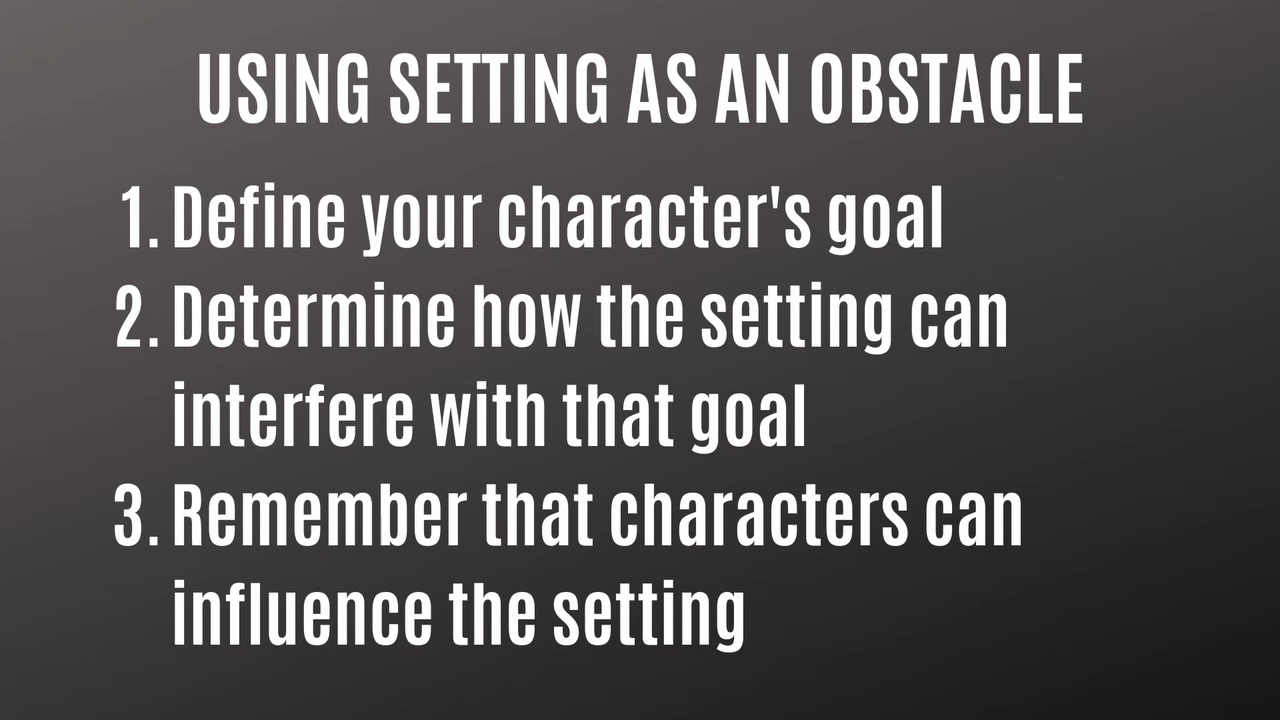 USING SETTING AS AN OBSTACLE
1. Define your character's goal
2. Determine how the setting can
interfere with that goal
3. Remember that characters can
influence the setting